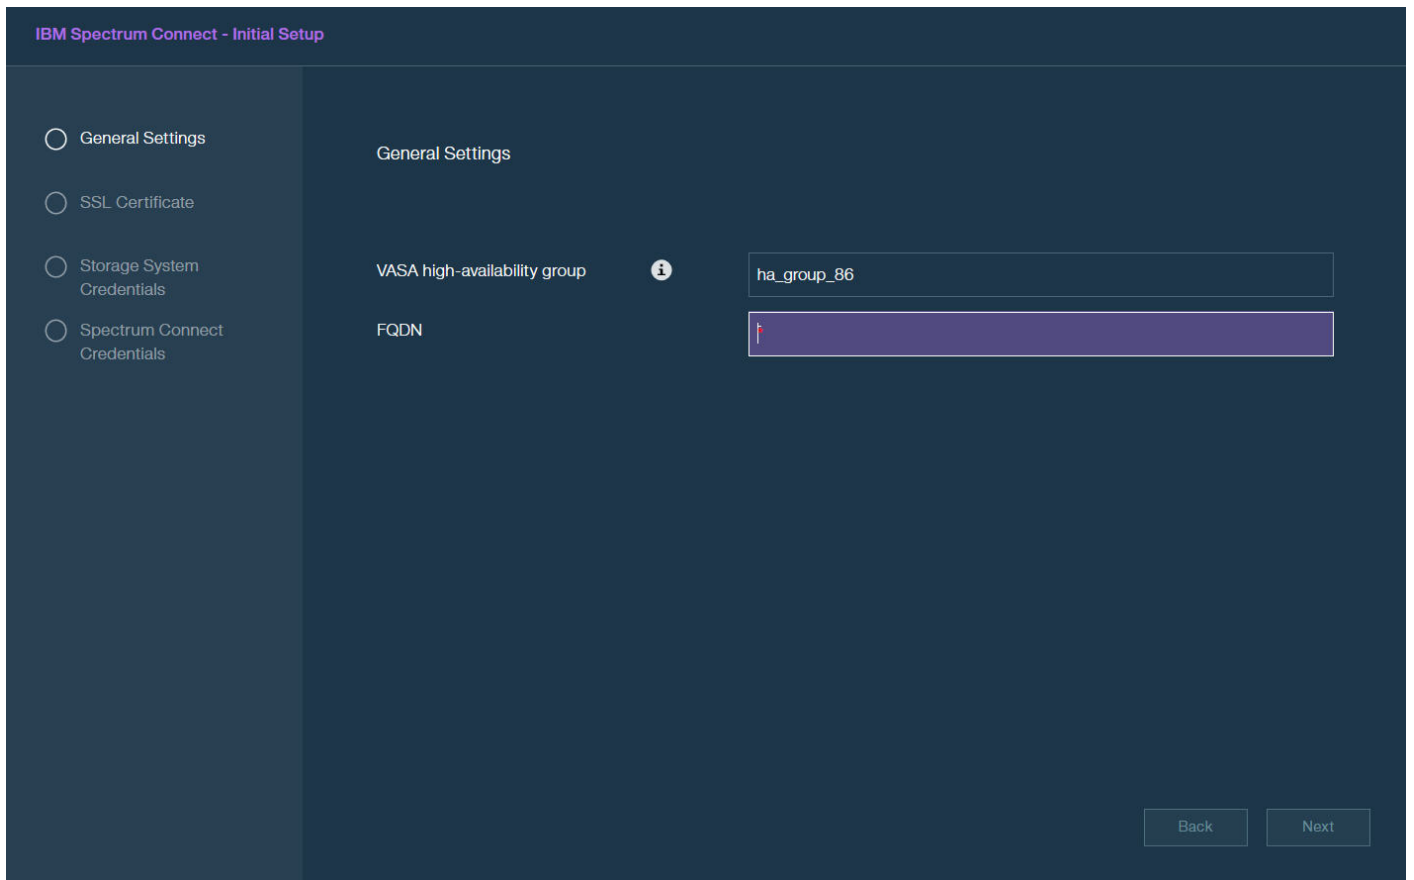 IBM Spectrum Connect - Initial Setup
General Settings
SSL Certificate
Storage System
Credentials
Spectrum Connect
Credentials
General Settings
VASA high-availability group
ha_group_86
FQDN
Back
Next